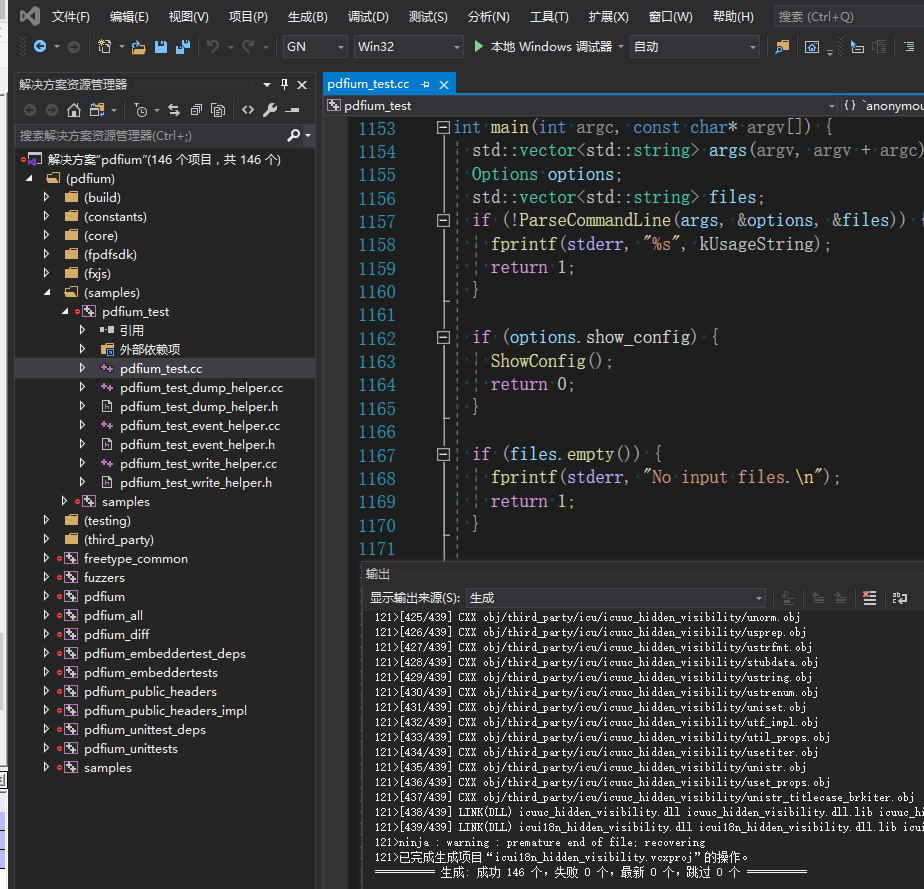 文件(F) 编辑(E) 视图(V) 项目(P) 生成(B) 调试(D) 测试(S) 分析(N) 工具(T) 扩展(X) 窗口(W) 帮助(H) 搜索 (Ctrl+Q)
GN Win32 本地 Windows 调试器 自动
解决方案资源管理器
搜索解决方案资源管理器(Ctrl+;)
解决方案"pdfium"(146 个项目，共 146 个)
(pdfium)
(build)
(constants)
(core)
(fpdfsdk)
(fxjs)
(samples)
pdfium_test
引用
外部依赖项
pdfium_test.cc
pdfium_test_dump_helper.cc
pdfium_test_dump_helper.h
pdfium_test_event_helper.cc
pdfium_test_event_helper.h
pdfium_test_write_helper.cc
pdfium_test_write_helper.h
samples
(testing)
(third_party)
freetype_common
fuzzers
pdfium
pdfium_all
pdfium_diff
pdfium_embeddertest_deps
pdfium_embeddertests
pdfium_public_headers
pdfium_public_headers_impl
pdfium_unittest_deps
pdfium_unittests
samples
pdfium_test.cc
pdfium_test {} `anonymou
1153 int main(int argc, const char* argv[]) {
1154 std::vector<std::string> args(argv, argv + argc)
1155 Options options;
1156 std::vector<std::string> files;
1157 if (!ParseCommandLine(args, &options, &files)) {
1158 fprintf(stderr, "%s", kUsageString);
1159 return 1;
1160 }
1161
1162 if (options.show_config) {
1163 ShowConfig();
1164 return 0;
1165 }
1166
1167 if (files.empty()) {
1168 fprintf(stderr, "No input files.\n");
1169 return 1;
1170 }
1171
输出
显示输出来源(S): 生成
121>[425/439] CXX obj/third_party/icu/icuuc_hidden_visibility/unorm.obj
121>[426/439] CXX obj/third_party/icu/icuuc_hidden_visibility/usprep.obj
121>[427/439] CXX obj/third_party/icu/icuuc_hidden_visibility/ustrfmt.obj
121>[428/439] CXX obj/third_party/icu/icuuc_hidden_visibility/stubdata.obj
121>[429/439] CXX obj/third_party/icu/icuuc_hidden_visibility/ustring.obj
121>[430/439] CXX obj/third_party/icu/icuuc_hidden_visibility/ustrenum.obj
121>[431/439] CXX obj/third_party/icu/icuuc_hidden_visibility/uniset.obj
121>[432/439] CXX obj/third_party/icu/icuuc_hidden_visibility/utf_impl.obj
121>[433/439] CXX obj/third_party/icu/icuuc_hidden_visibility/util_props.obj
121>[434/439] CXX obj/third_party/icu/icuuc_hidden_visibility/usetiter.obj
121>[435/439] CXX obj/third_party/icu/icuuc_hidden_visibility/unistr.obj
121>[436/439] CXX obj/third_party/icu/icuuc_hidden_visibility/uset_props.obj
121>[437/439] CXX obj/third_party/icu/icuuc_hidden_visibility/unistr_titlecase_brkiter.obj
121>[438/439] LINK(DLL) icuuc_hidden_visibility.dll icuuc_hidden_visibility.dll.lib icuuc_hi
121>[439/439] LINK(DLL) icui18n_hidden_visibility.dll icui18n_hidden_visibility.dll.lib icui
121>ninja : warning : premature end of file; recovering
121>已完成生成项目“icui18n_hidden_visibility.vcxproj”的操作。
========== 生成: 成功 146 个，失败 0 个，最新 0 个，跳过 0 个 ==========